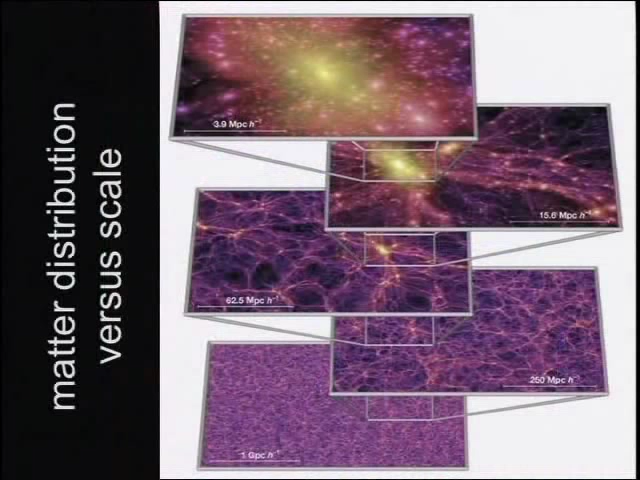 matter distribution
versus scale
3.9 Mpc h⁻¹
15.6 Mpc h⁻¹
62.5 Mpc h⁻¹
250 Mpc h⁻¹
1 Gpc h⁻¹